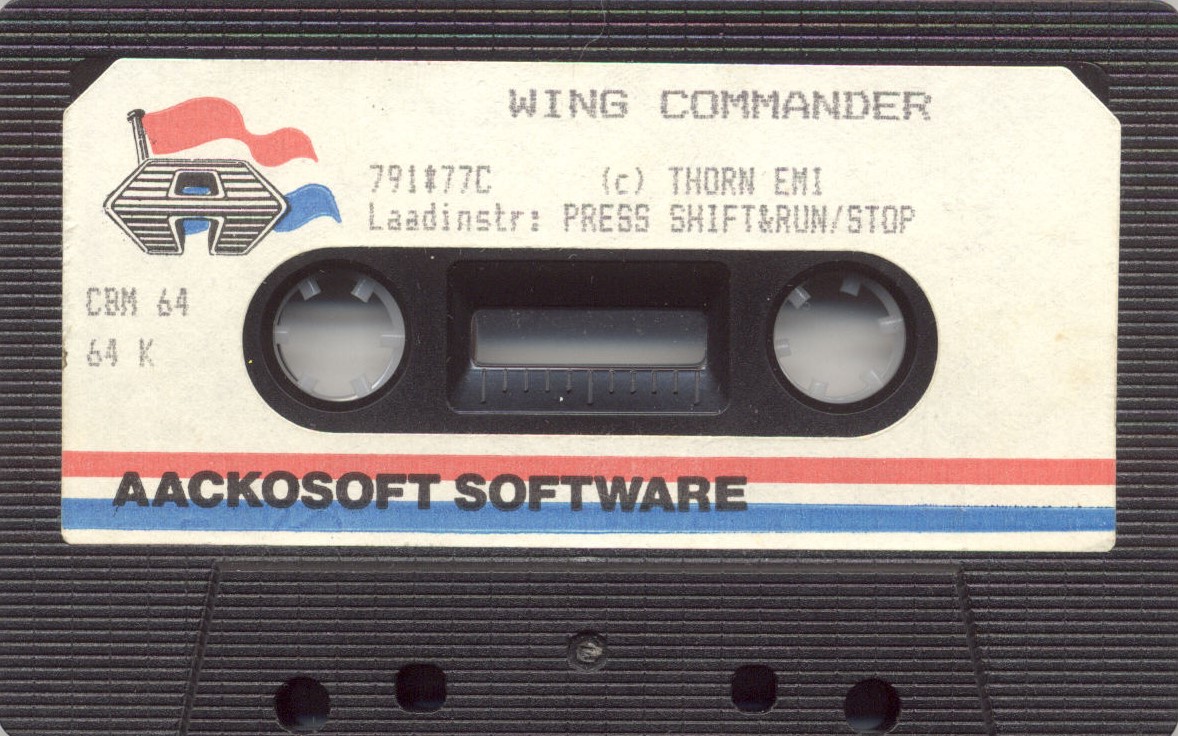 WING COMMANDER
791#77C (c) THORN EMI
Laadinstr: PRESS SHIFT&RUN/STOP
CBM 64
64 K
AACKOSOFT SOFTWARE